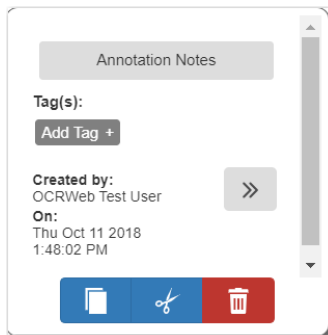 Annotation Notes
Tag(s):
Add Tag +
Created by:
OCRWeb Test User
On:
Thu Oct 11 2018
1:48:02 PM